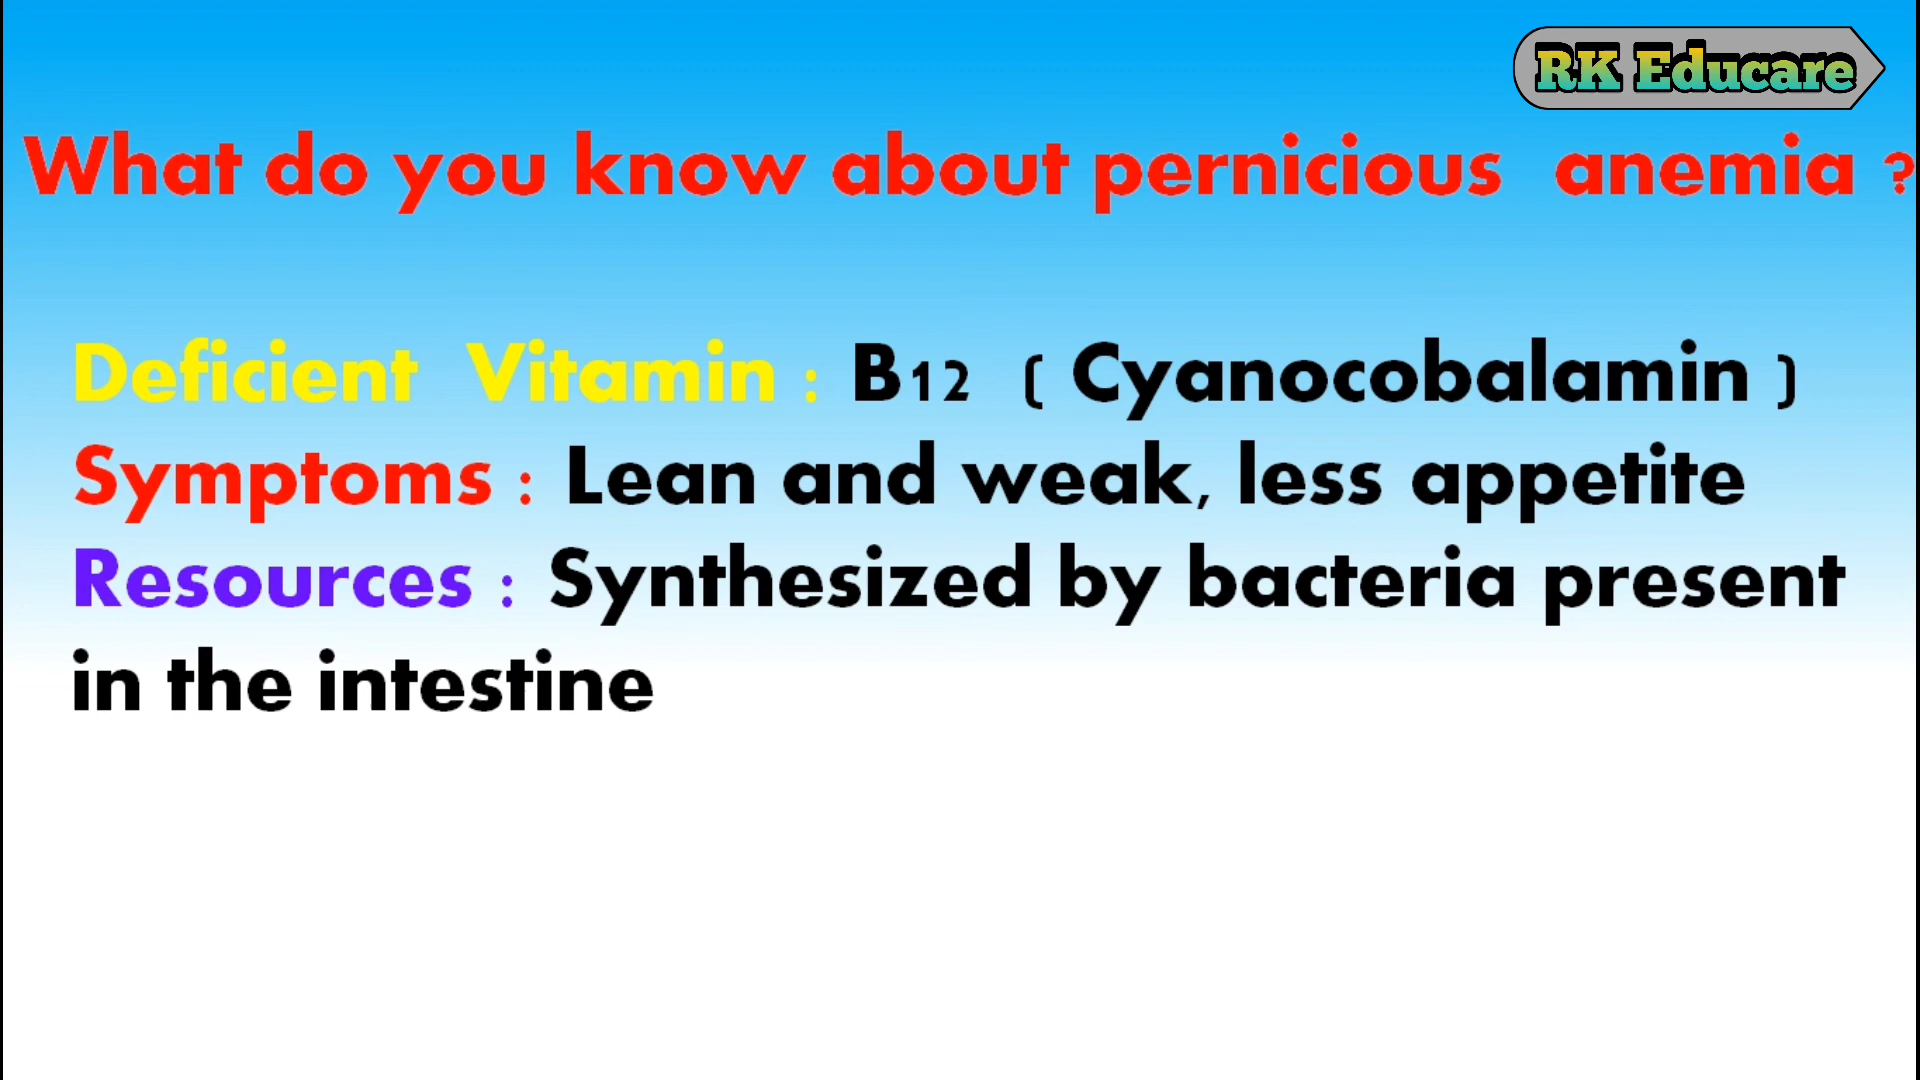 RK Educare
What do you know about pernicious anemia ?
Deficient Vitamin : B12 ( Cyanocobalamin )
Symptoms : Lean and weak, less appetite
Resources : Synthesized by bacteria present
in the intestine